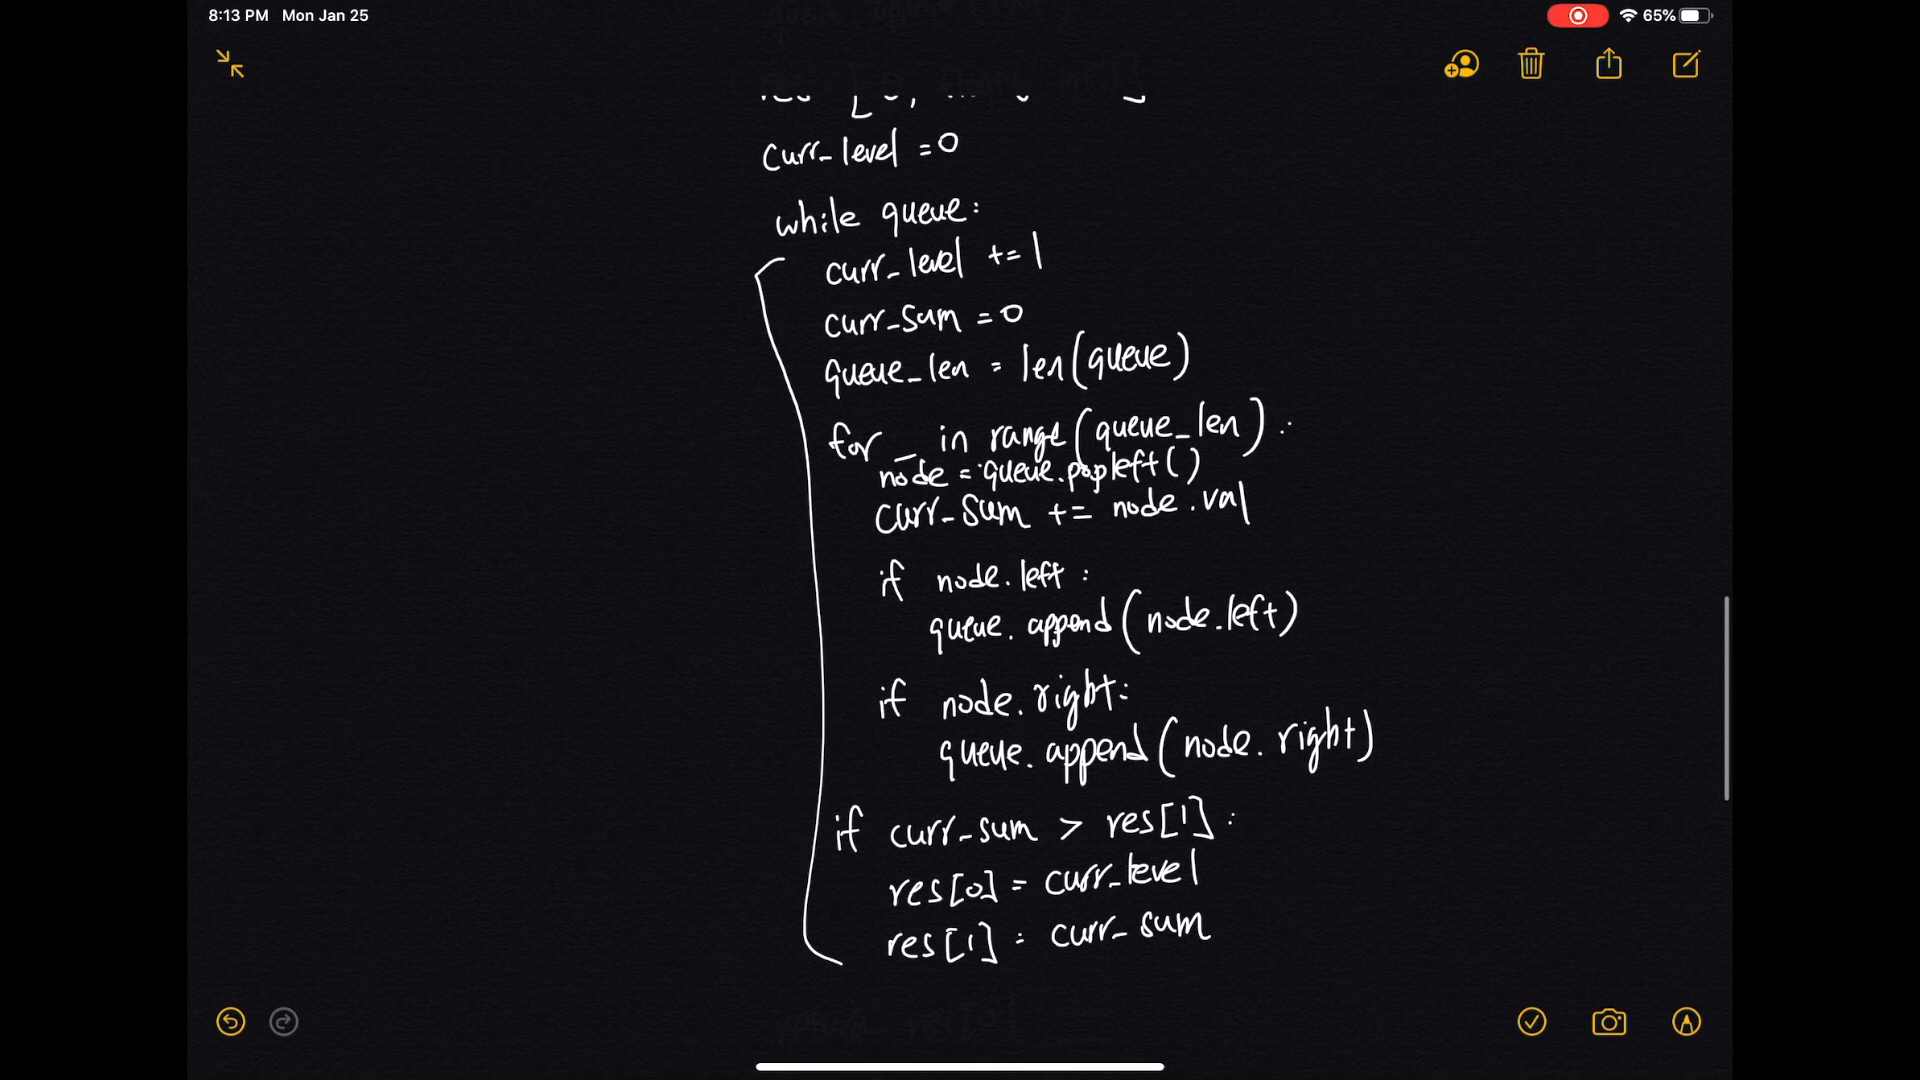 8:13 PM Mon Jan 25
65%
curr_level = 0
while queue:
curr_level += 1
curr_sum = 0
queue_len = len(queue)
for _ in range(queue_len):
node = queue.popleft()
curr_sum += node.val
if node.left:
queue.append(node.left)
if node.right:
queue.append(node.right)
if curr_sum > res[1]:
res[0] = curr_level
res[1] = curr_sum